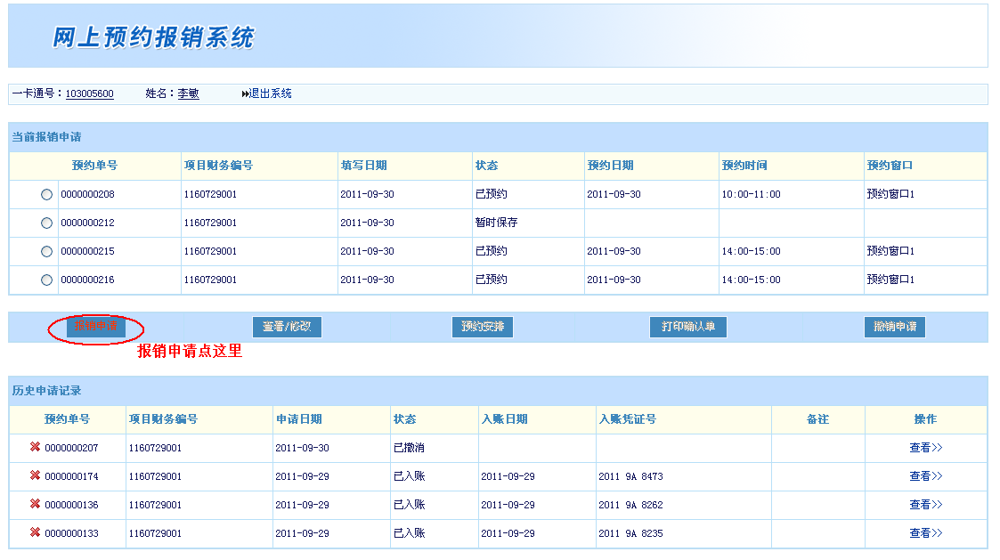 网上预约报销系统
一卡通号：103005600 姓名：李敏 退出系统
当前报销申请
预约单号 项目财务编号 填写日期 状态 预约日期 预约时间 预约窗口
0000000208 1160729001 2011-09-30 已预约 2011-09-30 10:00-11:00 预约窗口1
0000000212 1160729001 2011-09-30 暂时保存
0000000215 1160729001 2011-09-30 已预约 2011-09-30 14:00-15:00 预约窗口1
0000000216 1160729001 2011-09-30 已预约 2011-09-30 14:00-15:00 预约窗口1
报销申请 查看/修改 预约安排 打印确认单 撤销申请
报销申请点这里
历史申请记录
预约单号 项目财务编号 申请日期 状态 入账日期 入账凭证号 备注 操作
0000000207 1160729001 2011-09-30 已撤消 查看>>
0000000174 1160729001 2011-09-29 已入账 2011-09-29 2011 9A 8473 查看>>
0000000136 1160729001 2011-09-29 已入账 2011-09-29 2011 9A 8262 查看>>
0000000133 1160729001 2011-09-29 已入账 2011-09-29 2011 9A 8235 查看>>